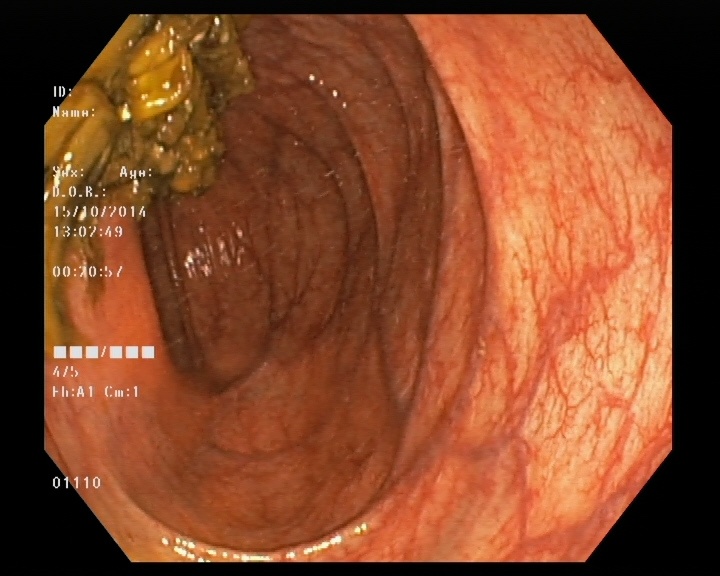 ID:
Name:
Sex: Age:
D.O.B.:
15/10/2014
13:02:49
00:20:57
■■■/■■■
4/5
Eh:A1 Cm:1
01110